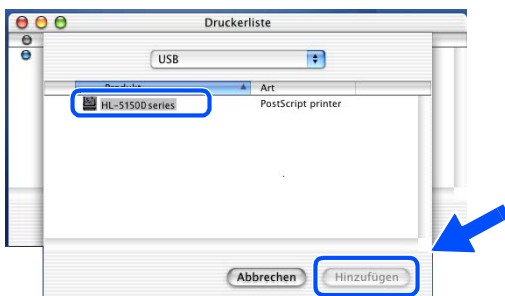 Druckerliste
USB
Produkt Art
HL-5150D series PostScript printer
Abbrechen Hinzufügen